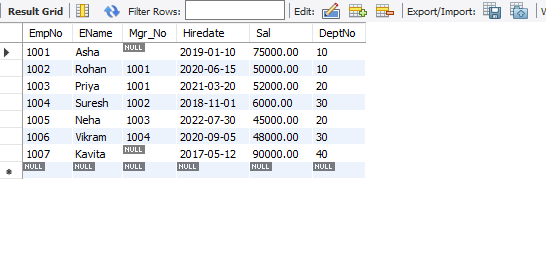 Result Grid Filter Rows: Edit: Export/Import:
EmpNo EName Mgr_No Hiredate Sal DeptNo
1001 Asha NULL 2019-01-10 75000.00 10
1002 Rohan 1001 2020-06-15 50000.00 10
1003 Priya 1001 2021-03-20 52000.00 20
1004 Suresh 1002 2018-11-01 6000.00 30
1005 Neha 1003 2022-07-30 45000.00 20
1006 Vikram 1004 2020-09-05 48000.00 30
1007 Kavita NULL 2017-05-12 90000.00 40
NULL NULL NULL NULL NULL NULL